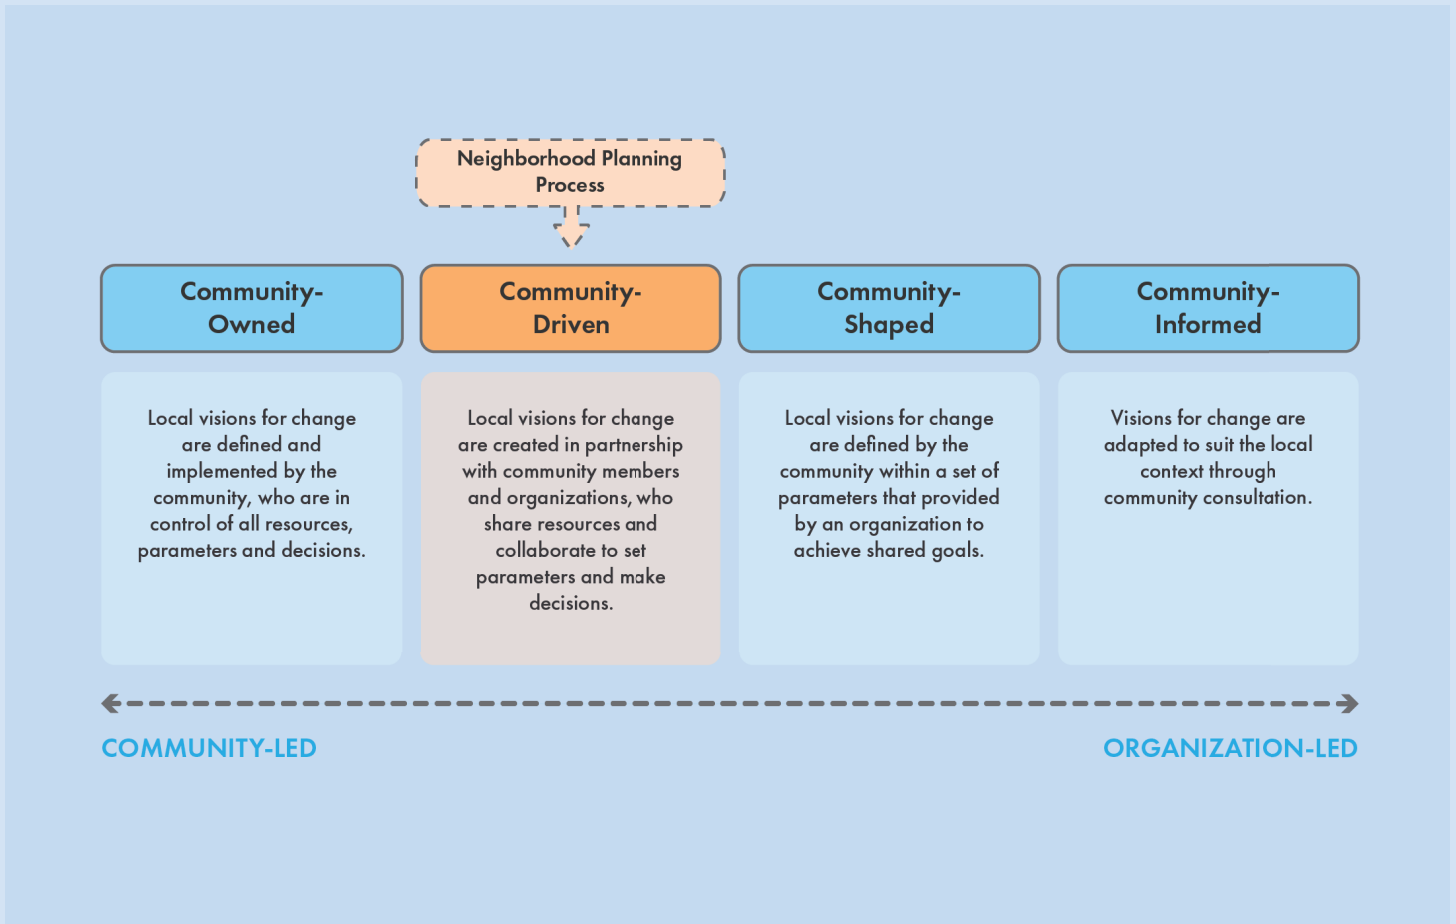 Neighborhood Planning
Process
Community-
Owned
Community-
Driven
Community-
Shaped
Community-
Informed
Local visions for change
are defined and
implemented by the
community, who are in
control of all resources,
parameters and decisions.
Local visions for change
are created in partnership
with community members
and organizations, who
share resources and
collaborate to set
parameters and make
decisions.
Local visions for change
are defined by the
community within a set of
parameters that provided
by an organization to
achieve shared goals.
Visions for change are
adapted to suit the local
context through
community consultation.
COMMUNITY-LED
ORGANIZATION-LED